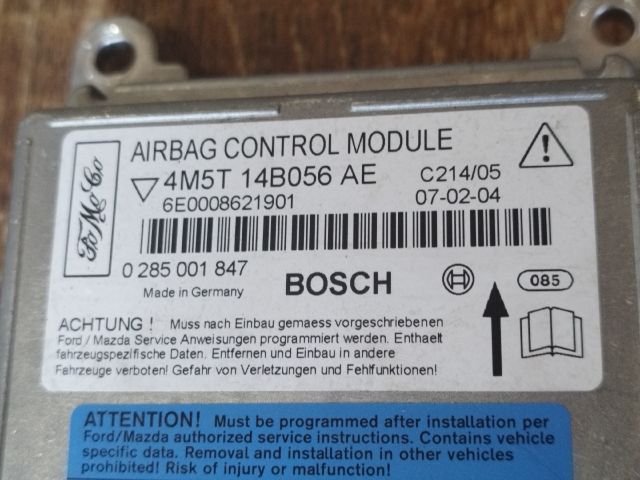 FoMoCo
AIRBAG CONTROL MODULE
4M5T 14B056 AE
C214/05
6E0008621901
07-02-04
0 285 001 847
BOSCH
085
Made in Germany
ACHTUNG ! Muss nach Einbau gemaess vorgeschriebenen
Ford / Mazda Service Anweisungen programmiert werden. Enthaelt
fahrzeugspezifische Daten. Entfernen und Einbau in andere
Fahrzeuge verboten! Gefahr von Verletzungen und Fehlfunktionen!
ATTENTION! Must be programmed after installation per
Ford/Mazda authorized service instructions. Contains vehicle
specific data. Removal and installation in other vehicles
prohibited! Risk of injury or malfunction!